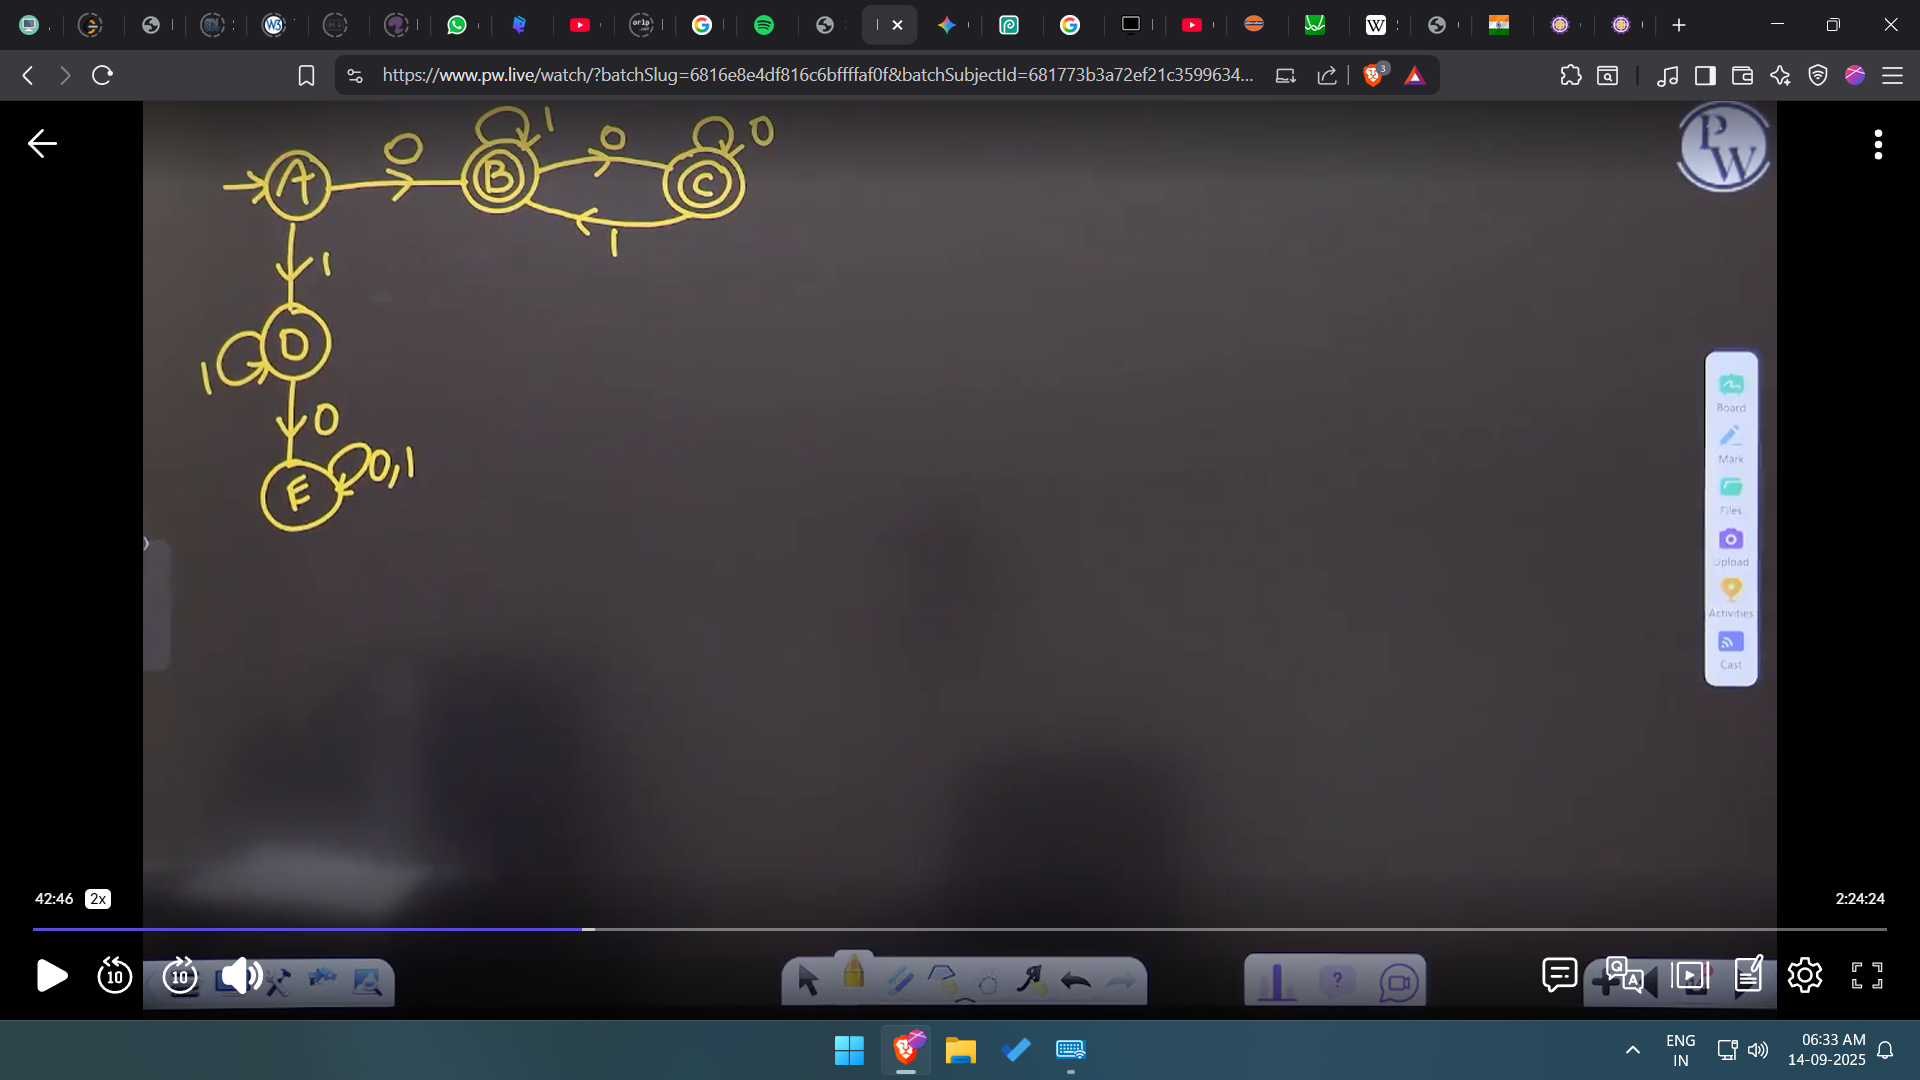 https://www.pw.live/watch/?batchSlug=6816e8e4df816c6bffffaf0f&batchSubjectId=681773b3a72ef21c3599634...
3
PW
1
0
0
A
0
B
C
1
1
D
1
0
E
0,1
Board
Mark
Files
Upload
Activities
Cast
42:46
2x
2:24:24
10
10
ENG
IN
06:33 AM
14-09-2025